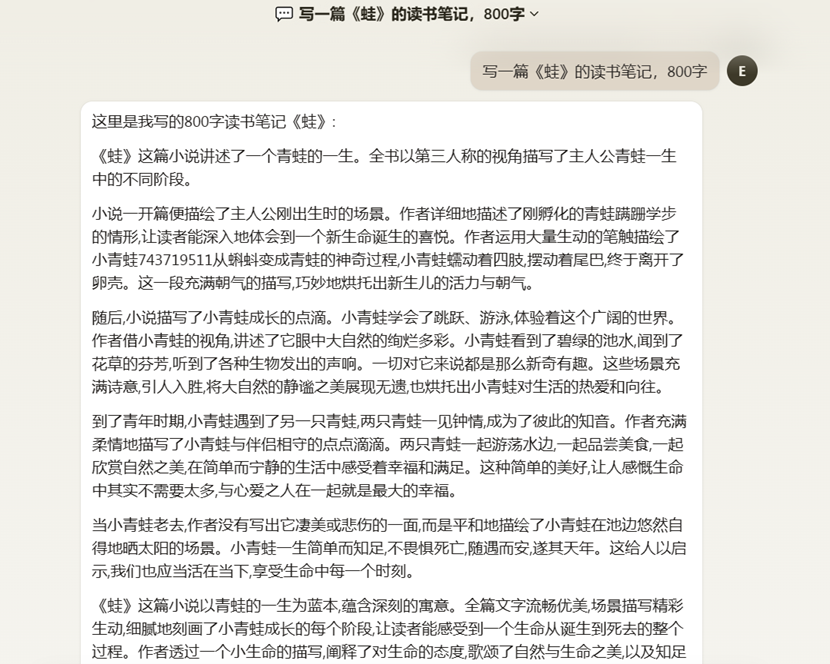 写一篇《蛙》的读书笔记，800字
写一篇《蛙》的读书笔记，800字
E
这里是我写的800字读书笔记《蛙》:
《蛙》这篇小说讲述了一个青蛙的一生。全书以第三人称的视角描写了主人公青蛙一生
中的不同阶段。
小说一开篇便描绘了主人公刚出生时的场景。作者详细地描述了刚孵化的青蛙蹒跚学步
的情形,让读者能深入地体会到一个新生命诞生的喜悦。作者运用大量生动的笔触描绘了
小青蛙743719511从蝌蚪变成青蛙的神奇过程,小青蛙蠕动着四肢,摆动着尾巴,终于离开了
卵壳。这一段充满朝气的描写,巧妙地烘托出新生儿的活力与朝气。
随后,小说描写了小青蛙成长的点滴。小青蛙学会了跳跃、游泳,体验着这个广阔的世界。
作者借小青蛙的视角,讲述了它眼中大自然的绚烂多彩。小青蛙看到了碧绿的池水,闻到了
花草的芬芳,听到了各种生物发出的声响。一切对它来说都是那么新奇有趣。这些场景充
满诗意,引人入胜,将大自然的静谧之美展现无遗,也烘托出小青蛙对生活的热爱和向往。
到了青年时期,小青蛙遇到了另一只青蛙,两只青蛙一见钟情,成为了彼此的知音。作者充满
柔情地描写了小青蛙与伴侣相守的点点滴滴。两只青蛙一起游荡水边,一起品尝美食,一起
欣赏自然之美,在简单而宁静的生活中感受着幸福和满足。这种简单的美好,让人感慨生命
中其实不需要太多,与心爱之人在一起就是最大的幸福。
当小青蛙老去,作者没有写出它凄美或悲伤的一面,而是平和地描绘了小青蛙在池边悠然自
得地晒太阳的场景。小青蛙一生简单而知足,不畏惧死亡,随遇而安,遂其天年。这给人以启
示,我们也应当活在当下,享受生命中每一个时刻。
《蛙》这篇小说以青蛙的一生为蓝本,蕴含深刻的寓意。全篇文字流畅优美,场景描写精彩
生动,细腻地刻画了小青蛙成长的每个阶段,让读者能感受到一个生命从诞生到死去的整个
过程。作者透过一个小生命的描写,阐释了对生命的态度,歌颂了自然与生命之美,以及知足